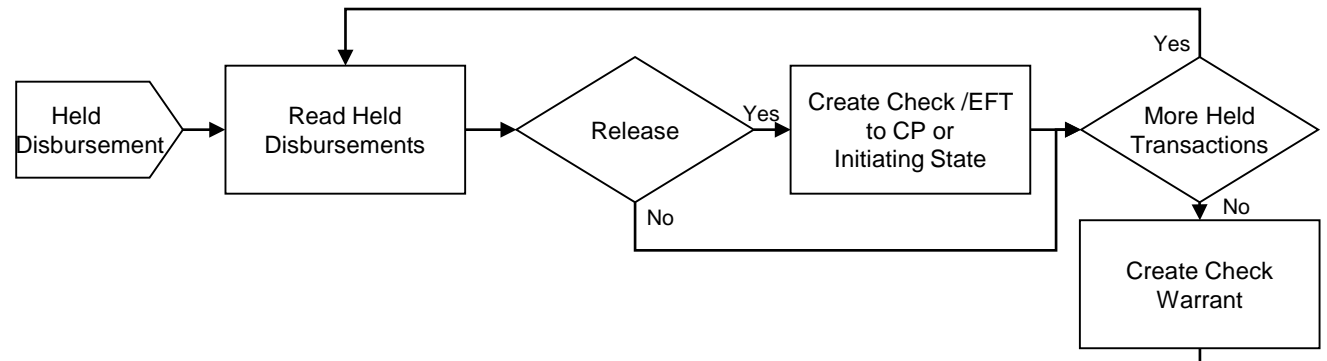 Yes
Held
Disbursement
Read Held
Disbursements
Release
Yes
Create Check /EFT
to CP or
Initiating State
More Held
Transactions
No
No
Create Check
Warrant